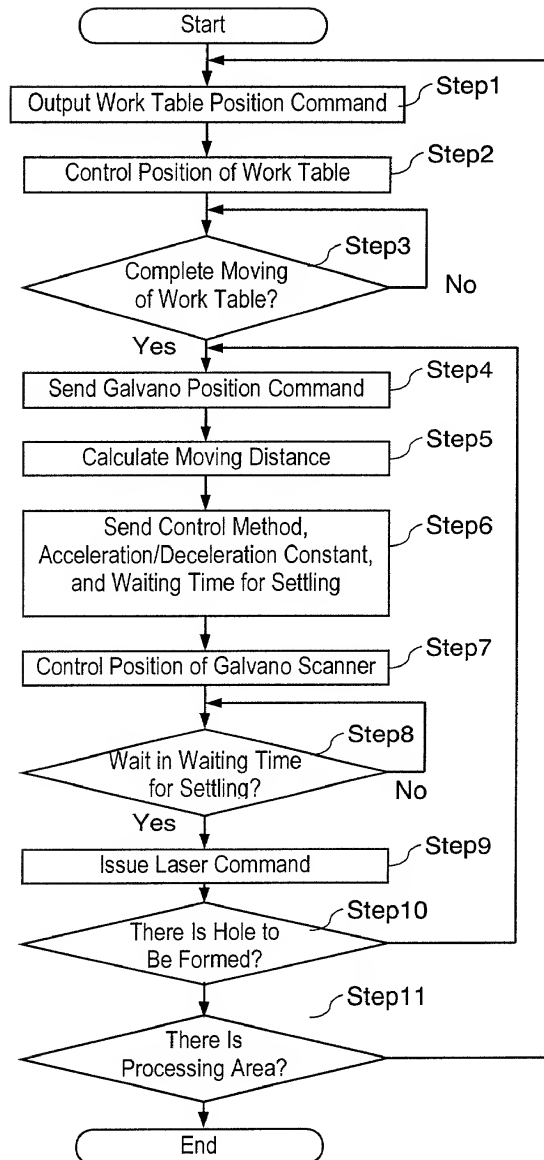 Start
Step1
Output Work Table Position Command
Step2
Control Position of Work Table
Step3
Complete Moving
of Work Table?
No
Yes
Step4
Send Galvano Position Command
Step5
Calculate Moving Distance
Step6
Send Control Method,
Acceleration/Deceleration Constant,
and Waiting Time for Settling
Step7
Control Position of Galvano Scanner
Step8
Wait in Waiting Time
for Settling?
No
Yes
Step9
Issue Laser Command
Step10
There Is Hole to
Be Formed?
Step11
There Is
Processing Area?
End